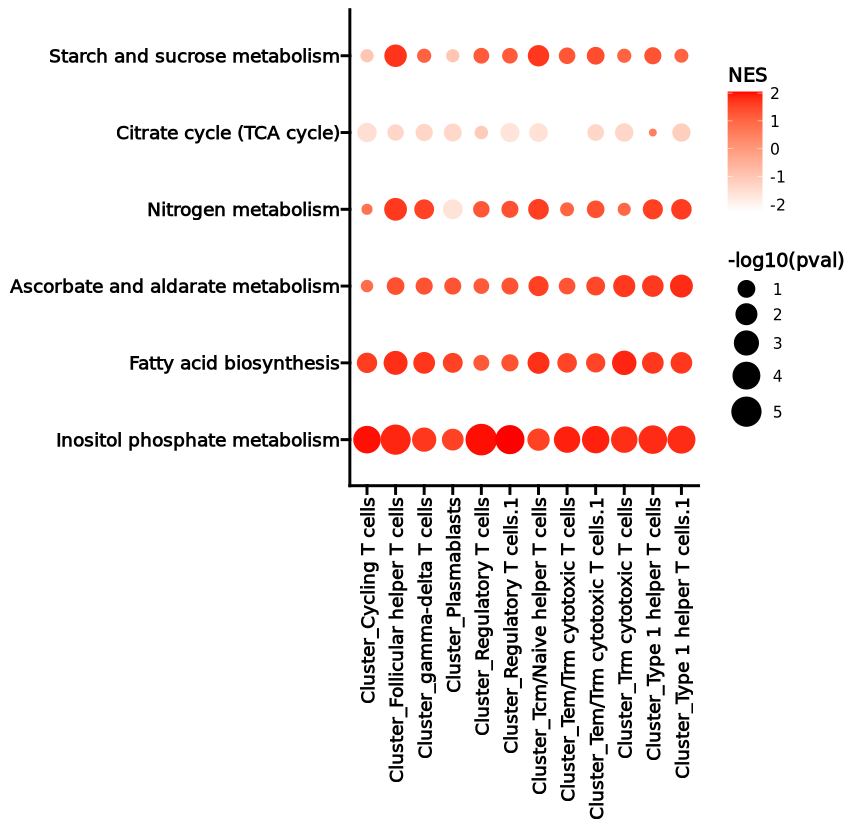 Starch and sucrose metabolism
Citrate cycle (TCA cycle)
Nitrogen metabolism
Ascorbate and aldarate metabolism
Fatty acid biosynthesis
Inositol phosphate metabolism
Cluster_Cycling T cells
Cluster_Follicular helper T cells
Cluster_gamma-delta T cells
Cluster_Plasmablasts
Cluster_Regulatory T cells
Cluster_Regulatory T cells.1
Cluster_Tcm/Naive helper T cells
Cluster_Tem/Trm cytotoxic T cells
Cluster_Tem/Trm cytotoxic T cells.1
Cluster_Trm cytotoxic T cells
Cluster_Type 1 helper T cells
Cluster_Type 1 helper T cells.1
NES
2
1
0
-1
-2
-log10(pval)
1
2
3
4
5